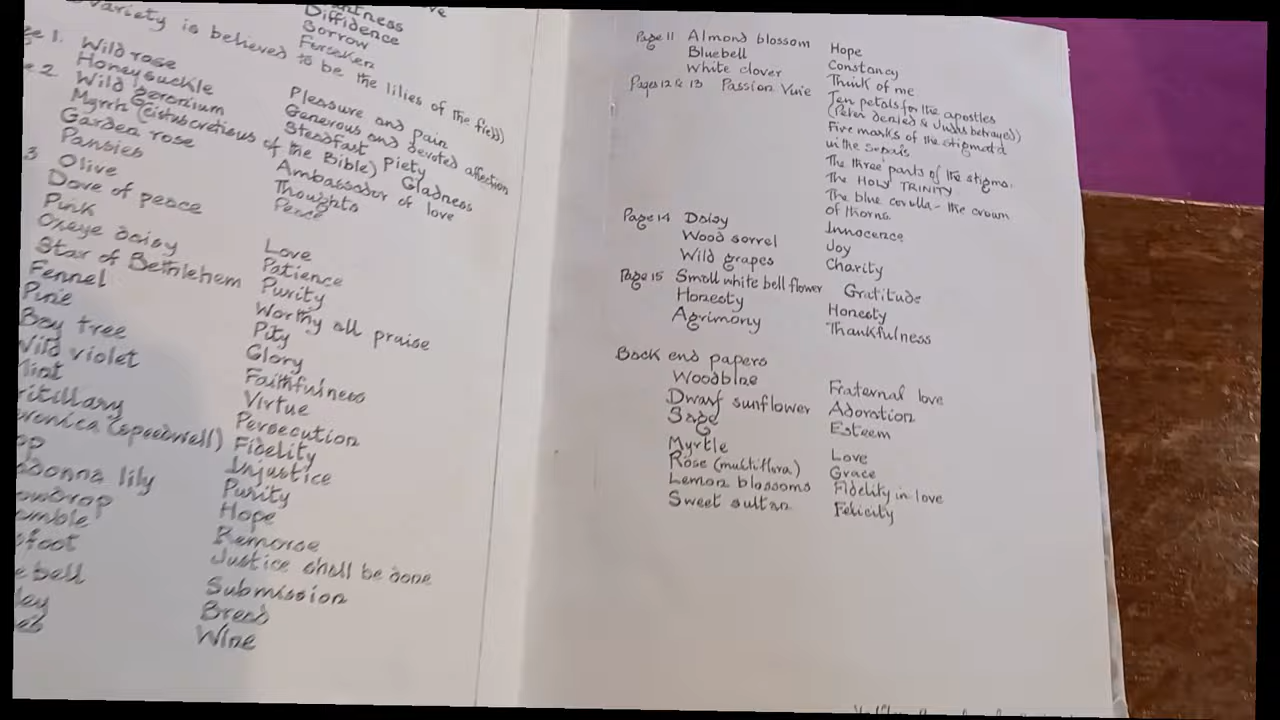 Diffidence
Sorrow
Forsaken
variety is believed to be the lilies of the field)
1. Wild rose Pleasure and pain
Honeysuckle Generous and devoted affection
2. Wild geranium Steadfast Piety
Myrrh (cistus creticus of the Bible) Gladness
Garden rose Ambassador of love
Pansies Thoughts
3 Olive Peace
Dove of peace
Pink Love
Oxeye daisy Patience
Star of Bethlehem Purity
Fennel Worthy all praise
Pine Pity
Bay tree Glory
Wild violet Faithfulness
Mint Virtue
Persecution
(speedwell) Fidelity
Injustice
lily Purity
Hope
Remorse
Justice shall be done
Submission
Bread
Wine
Page 11 Almond blossom Hope
Bluebell Constancy
White clover Think of me
Pages 12 & 13 Passion Vine Ten petals for the apostles
(Peter denied & Judas betrayed)
Five marks of the stigmata
in the sepals
The three parts of the stigma.
The HOLY TRINITY
The blue corolla - the crown
of thorns.
Page 14 Daisy Innocence
Wood sorrel Joy
Wild grapes Charity
Page 15 Small white bell flower Gratitude
Honesty Honesty
Agrimony Thankfulness
Back end papers
Woodbine Fraternal love
Dwarf sunflower Adoration
Sage Esteem
Myrtle Love
Rose (multiflora) Grace
Lemon blossoms Fidelity in love
Sweet sultan Felicity